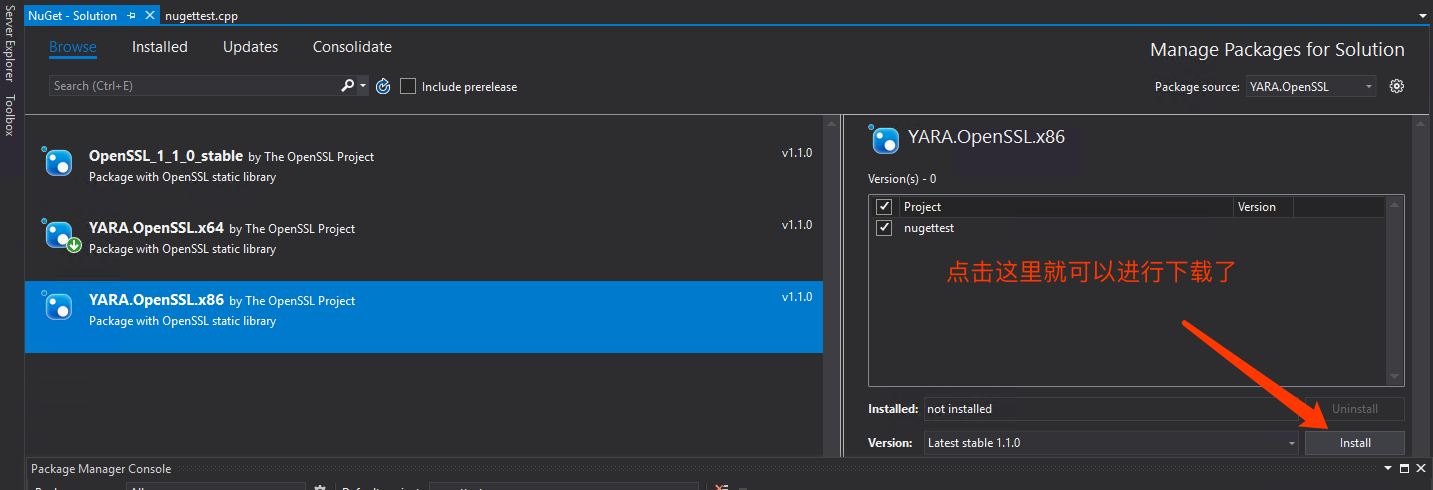 Server Explorer
Toolbox
NuGet - Solution
nugettest.cpp
Browse Installed Updates Consolidate
Manage Packages for Solution
Search (Ctrl+E)
Include prerelease
Package source: YARA.OpenSSL
OpenSSL_1_1_0_stable by The OpenSSL Project v1.1.0
Package with OpenSSL static library
YARA.OpenSSL.x64 by The OpenSSL Project v1.1.0
Package with OpenSSL static library
YARA.OpenSSL.x86 by The OpenSSL Project v1.1.0
Package with OpenSSL static library
YARA.OpenSSL.x86
Version(s) - 0
Project Version
nugettest
点击这里就可以进行下载了
Installed: not installed Uninstall
Version: Latest stable 1.1.0 Install
Package Manager Console